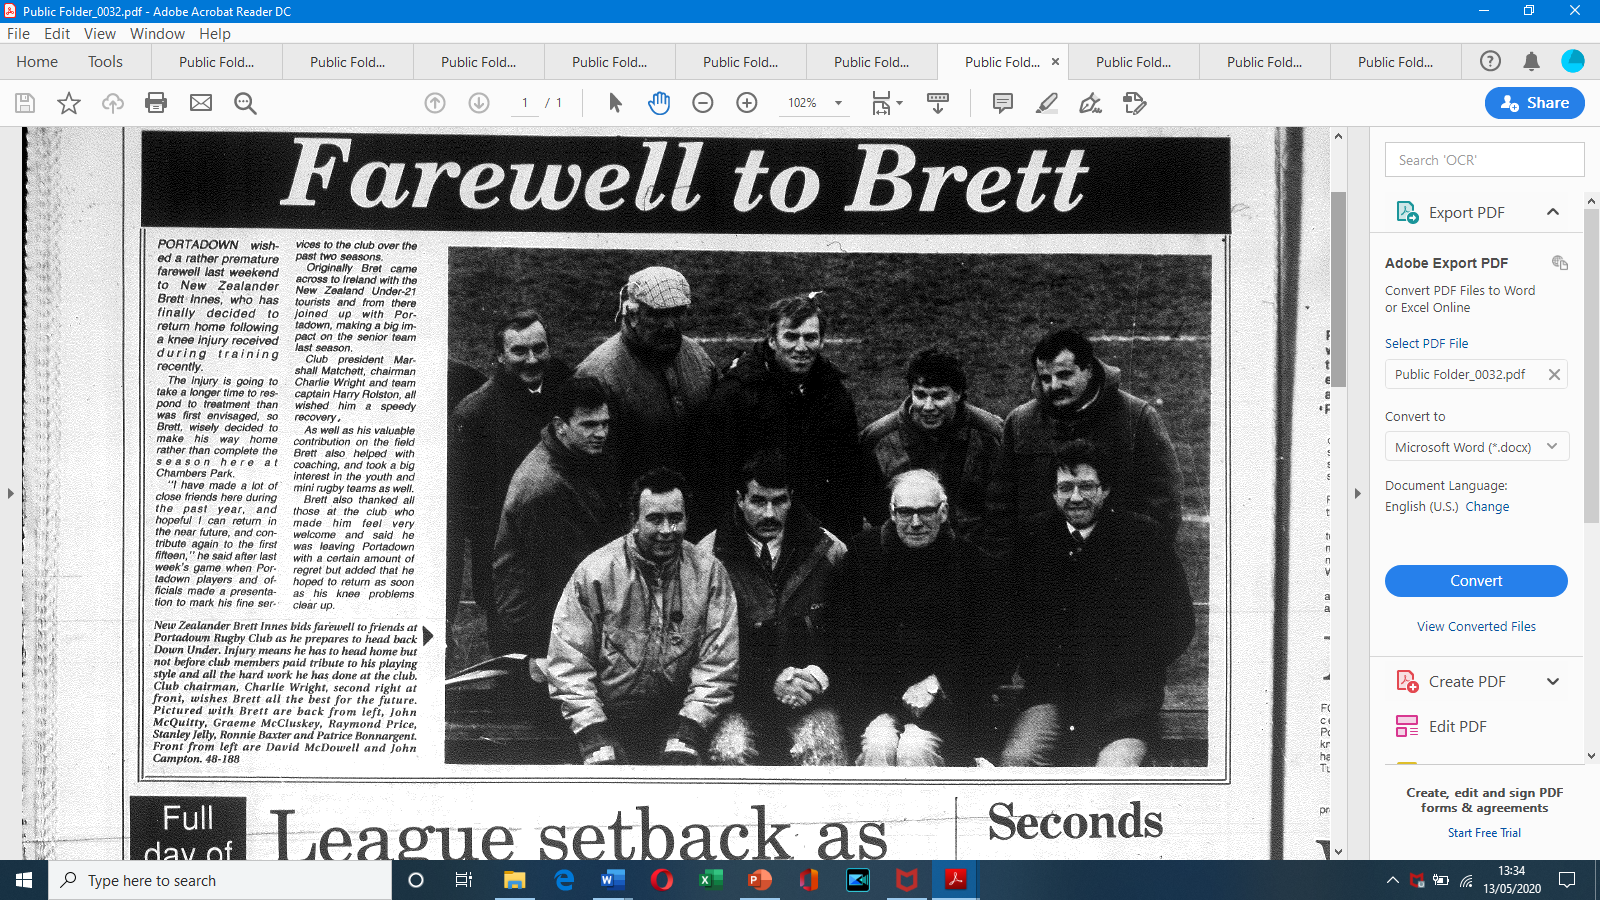 Public Folder_0032.pdf - Adobe Acrobat Reader DC
File Edit View Window Help
Home Tools Public Fold... Public Fold... Public Fold... Public Fold... Public Fold... Public Fold... Public Fold... Public Fold... Public Fold... Public Fold...
1 / 1 102% Share
Farewell to Brett
PORTADOWN wish-
ed a rather premature
farewell last weekend
to New Zealander
Brett Innes, who has
finally decided to
return home following
a knee injury received
during training
recently.
The injury is going to
take a longer time to res-
pond to treatment than
was first envisaged, so
Brett, wisely decided to
make his way home
rather than complete the
season here at
Chambers Park.
"I have made a lot of
close friends here during
the past year, and
hopeful I can return in
the near future, and con-
tribute again to the first
fifteen," he said after last
week's game when Por-
tadown players and of-
ficials made a presenta-
tion to mark his fine ser-
vices to the club over the
past two seasons.
Originally Bret came
across to Ireland with the
New Zealand Under-21
tourists and from there
joined up with Por-
tadown, making a big im-
pact on the senior team
last season.
Club president Mar-
shall Matchett, chairman
Charlie Wright and team
captain Harry Rolston, all
wished him a speedy
recovery,
As well as his valuable
contribution on the field
Brett also helped with
coaching, and took a big
interest in the youth and
mini rugby teams as well.
Brett also thanked all
those at the club who
made him feel very
welcome and said he
was leaving Portadown
with a certain amount of
regret but added that he
hoped to return as soon
as his knee problems
clear up.
New Zealander Brett Innes bids farewell to friends at
Portadown Rugby Club as he prepares to head back
Down Under. Injury means he has to head home but
not before club members paid tribute to his playing
style and all the hard work he has done at the club.
Club chairman, Charlie Wright, second right at
front, wishes Brett all the best for the future.
Pictured with Brett are back from left, John
McQuitty, Graeme McCluskey, Raymond Price,
Stanley Jelly, Ronnie Baxter and Patrice Bonnargent.
Front from left are David McDowell and John
Campton. 48-188
Full
day of
League setback as
Seconds
Search 'OCR'
Export PDF
Adobe Export PDF
Convert PDF Files to Word
or Excel Online
Select PDF File
Public Folder_0032.pdf
Convert to
Microsoft Word (*.docx)
Document Language:
English (U.S.) Change
Convert
View Converted Files
Create PDF
Edit PDF
Create, edit and sign PDF
forms & agreements
Start Free Trial
Type here to search
13:34
13/05/2020